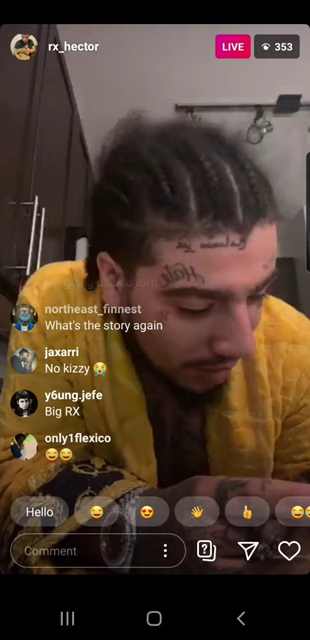 rx_hector
LIVE
353
northeast_finnest
What's the story again
jaxarri
No kizzy 😭
y6ung.jefe
Big RX
only1flexico
😂😂
Hello
Comment